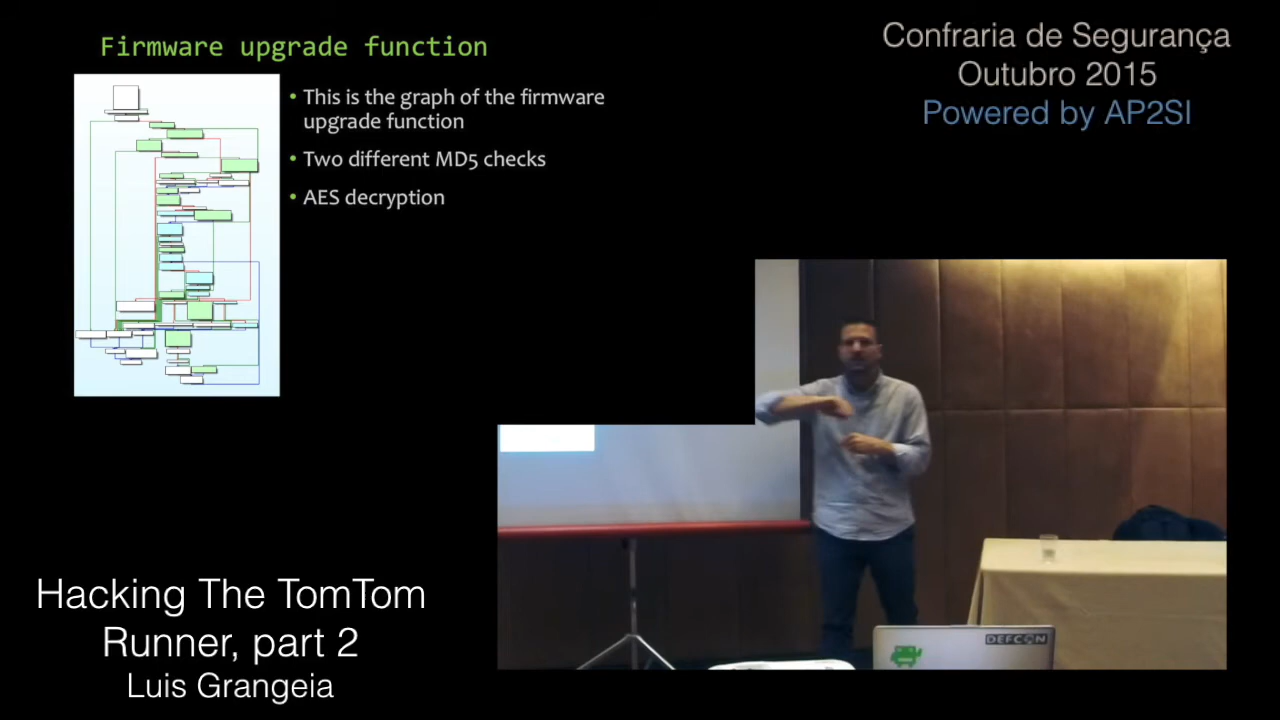 Firmware upgrade function
• This is the graph of the firmware
upgrade function
• Two different MD5 checks
• AES decryption
Confraria de Segurança
Outubro 2015
Powered by AP2SI
Hacking The TomTom
Runner, part 2
Luis Grangeia
DEFCON